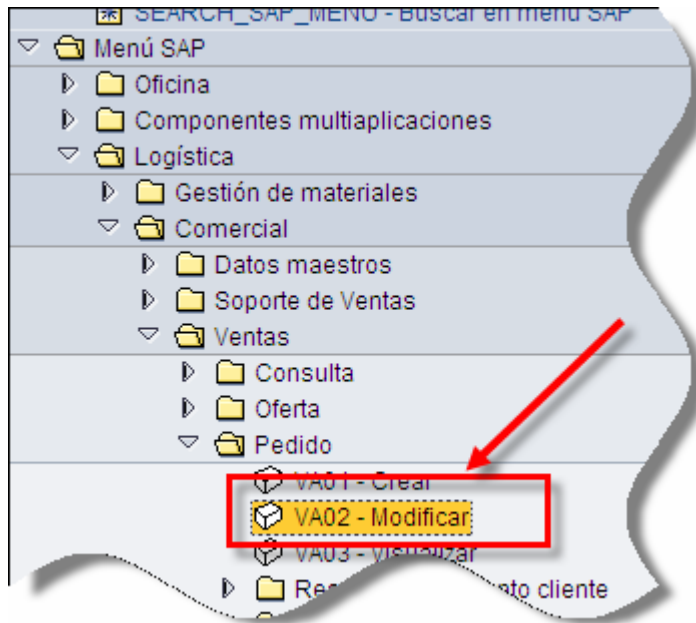 SEARCH_SAP_MENU - Buscar en menú SAP
Menú SAP
Oficina
Componentes multiaplicaciones
Logística
Gestión de materiales
Comercial
Datos maestros
Soporte de Ventas
Ventas
Consulta
Oferta
Pedido
VA01 - Crear
VA02 - Modificar
VA03 - Visualizar
cliente